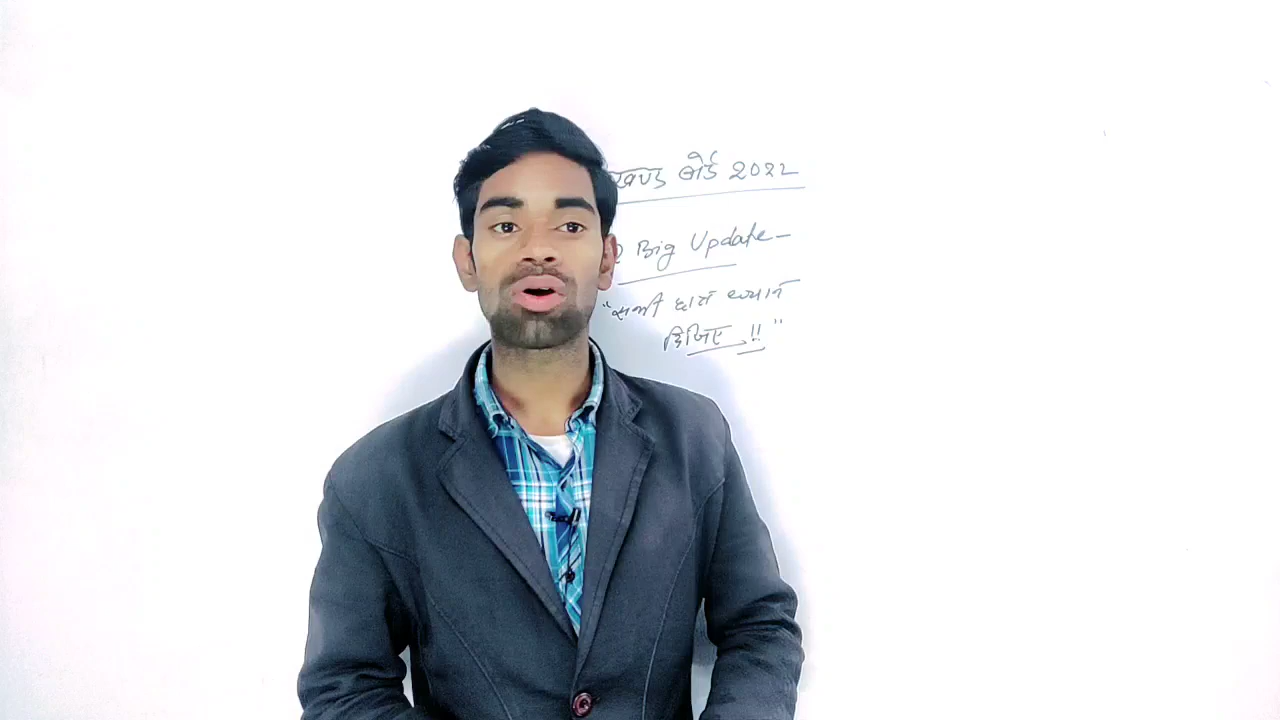 खण्ड बोर्ड 2022
Big Update -
"सभी छात्र ध्यान
दिजिए !!"